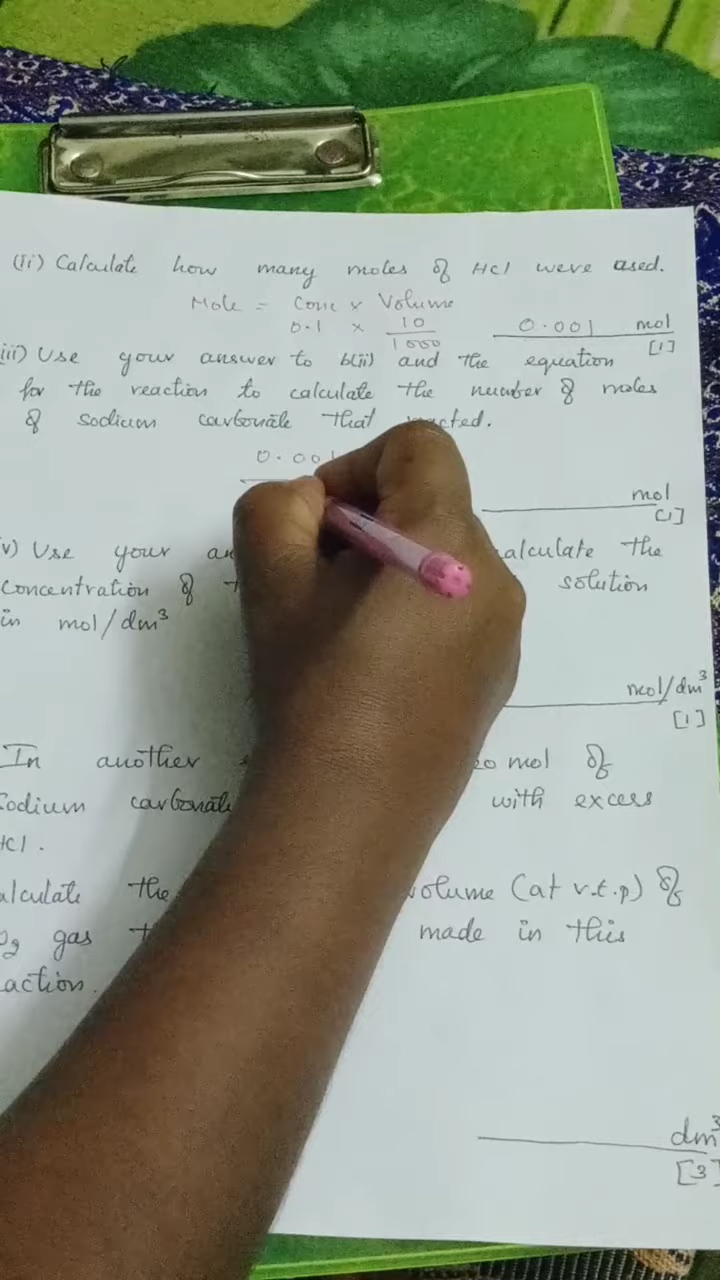 (ii) Calculate how many moles of HCl were used.
Mole = Conc x Volume
0.1 x 10/1000 0.001 mol
[1]
iii) Use your answer to b(ii) and the equation
for the reaction to calculate the number of moles
of Sodium carbonate that reacted.
0.001
mol
[1]
v) Use your calculate the
Concentration of solution
in mol/dm³
mol/dm³
[1]
In another mol of
Sodium carbonate with excess
HCl.
alculate the volume (at r.t.p) of
gas made in this
action.
dm³
[3]